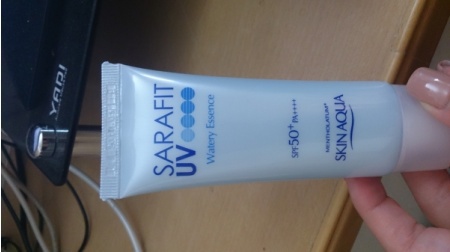 SARAFIT
UV
Watery Essence
SPF50+ PA++++
MENTHOLATUM®
SKIN AQUA